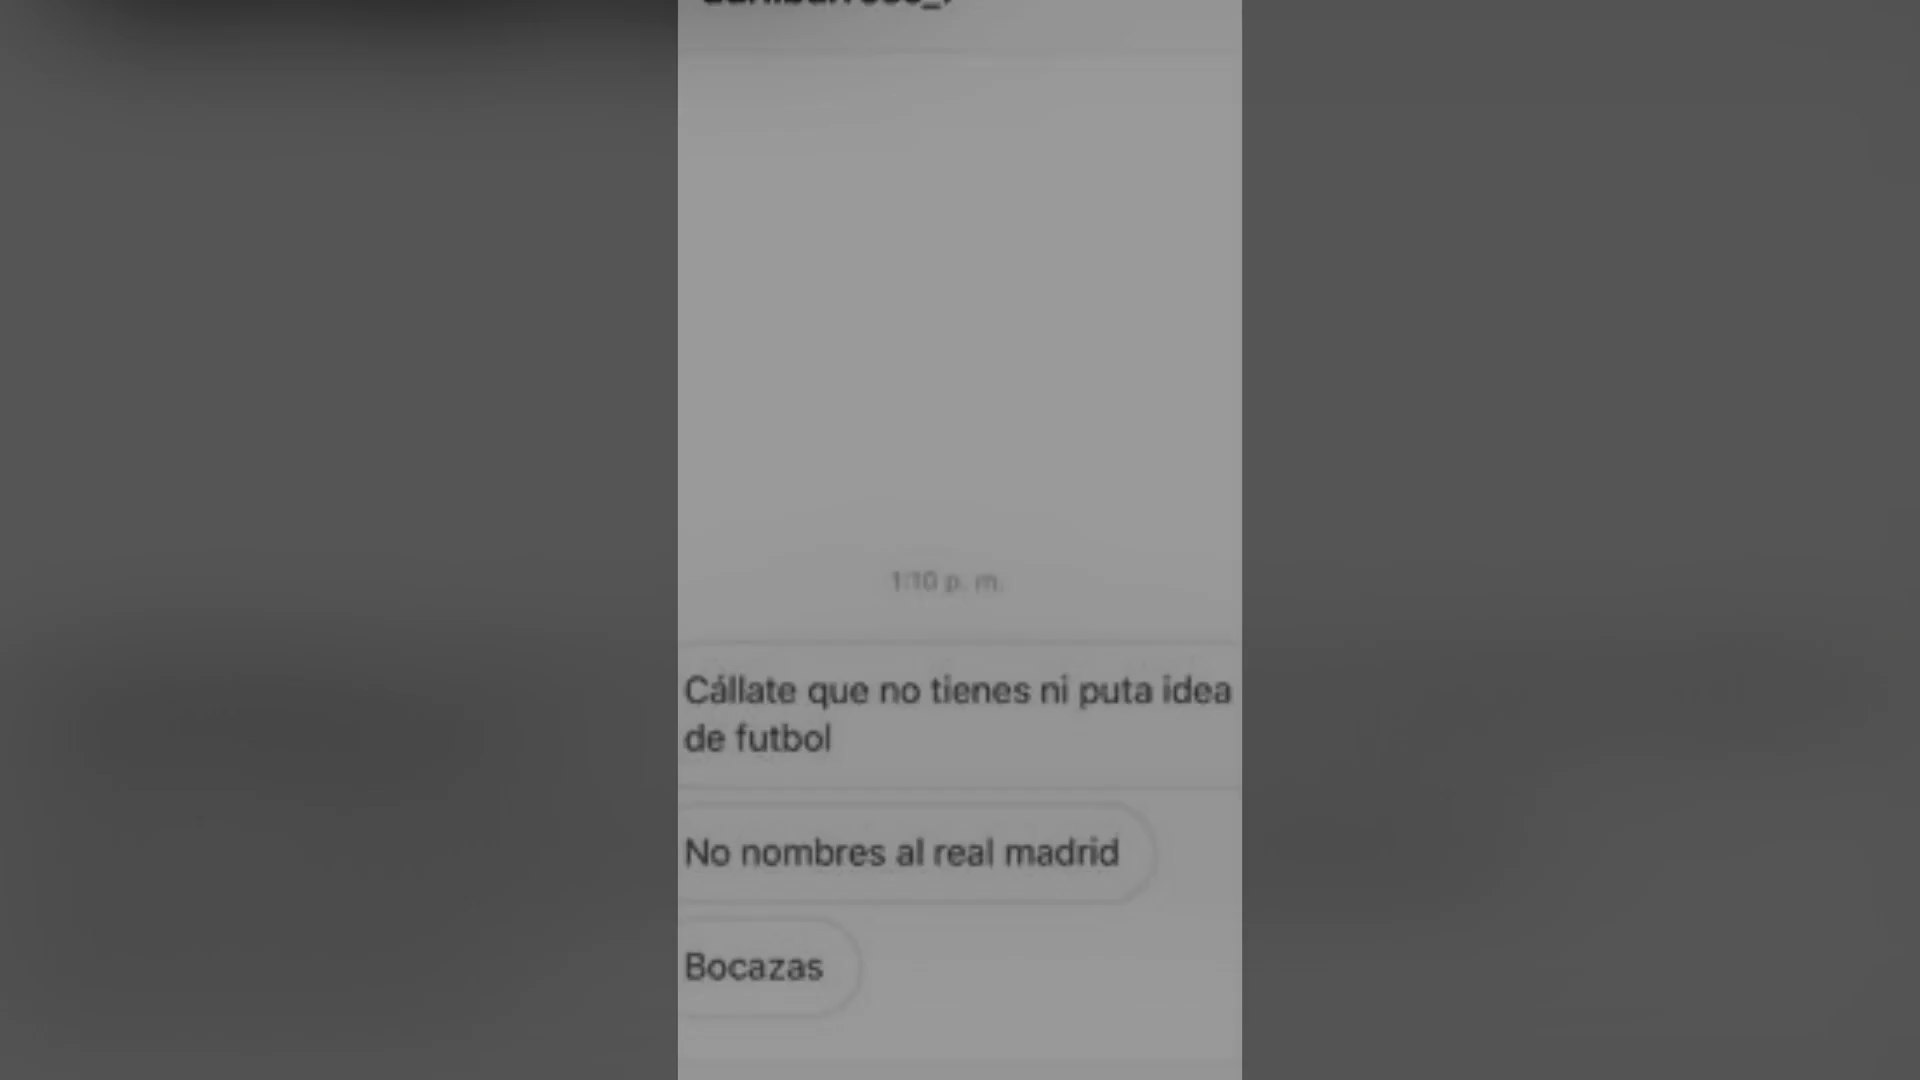 1:10 p. m.
Cállate que no tienes ni puta idea
de futbol
No nombres al real madrid
Bocazas